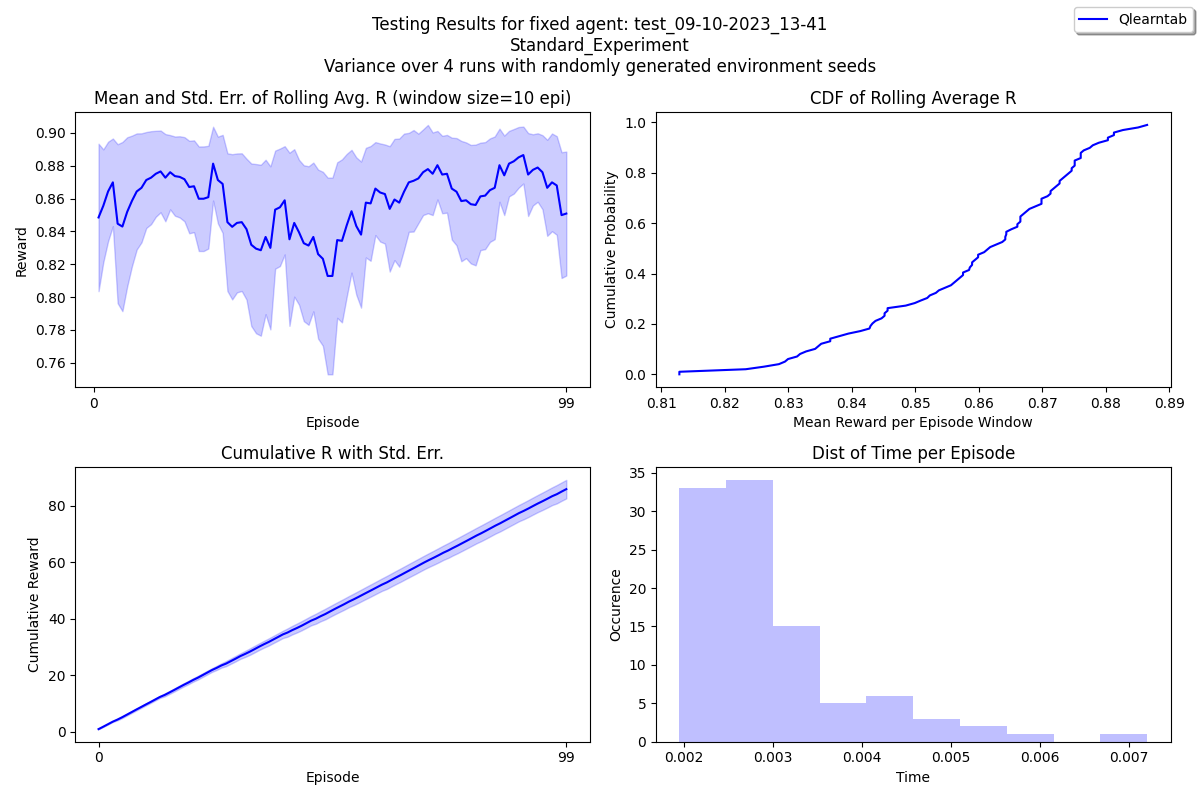 Testing Results for fixed agent: test_09-10-2023_13-41
Standard_Experiment
Variance over 4 runs with randomly generated environment seeds
Qlearntab
Mean and Std. Err. of Rolling Avg. R (window size=10 epi)
Reward
0.90
0.88
0.86
0.84
0.82
0.80
0.78
0.76
0 99
Episode
CDF of Rolling Average R
Cumulative Probability
1.0
0.8
0.6
0.4
0.2
0.0
0.81 0.82 0.83 0.84 0.85 0.86 0.87 0.88 0.89
Mean Reward per Episode Window
Cumulative R with Std. Err.
Cumulative Reward
80
60
40
20
0
0 99
Episode
Dist of Time per Episode
Occurence
35
30
25
20
15
10
5
0
0.002 0.003 0.004 0.005 0.006 0.007
Time